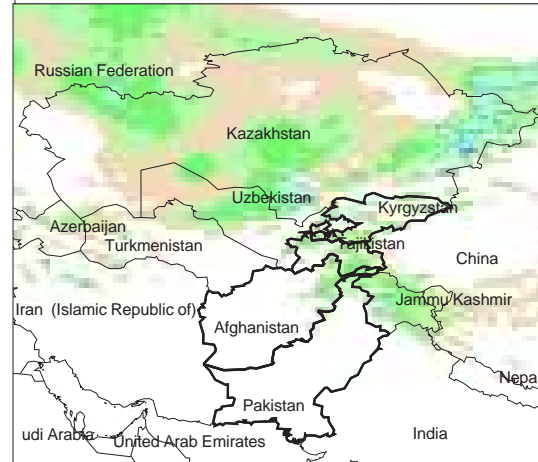 Russian Federation
Kazakhstan
Uzbekistan
Kyrgyzstan
Azerbaijan
Tajikistan
Turkmenistan
China
Iran (Islamic Republic of)
Jammu Kashmir
Afghanistan
Nepa
Pakistan
udi Arabia
United Arab Emirates
India